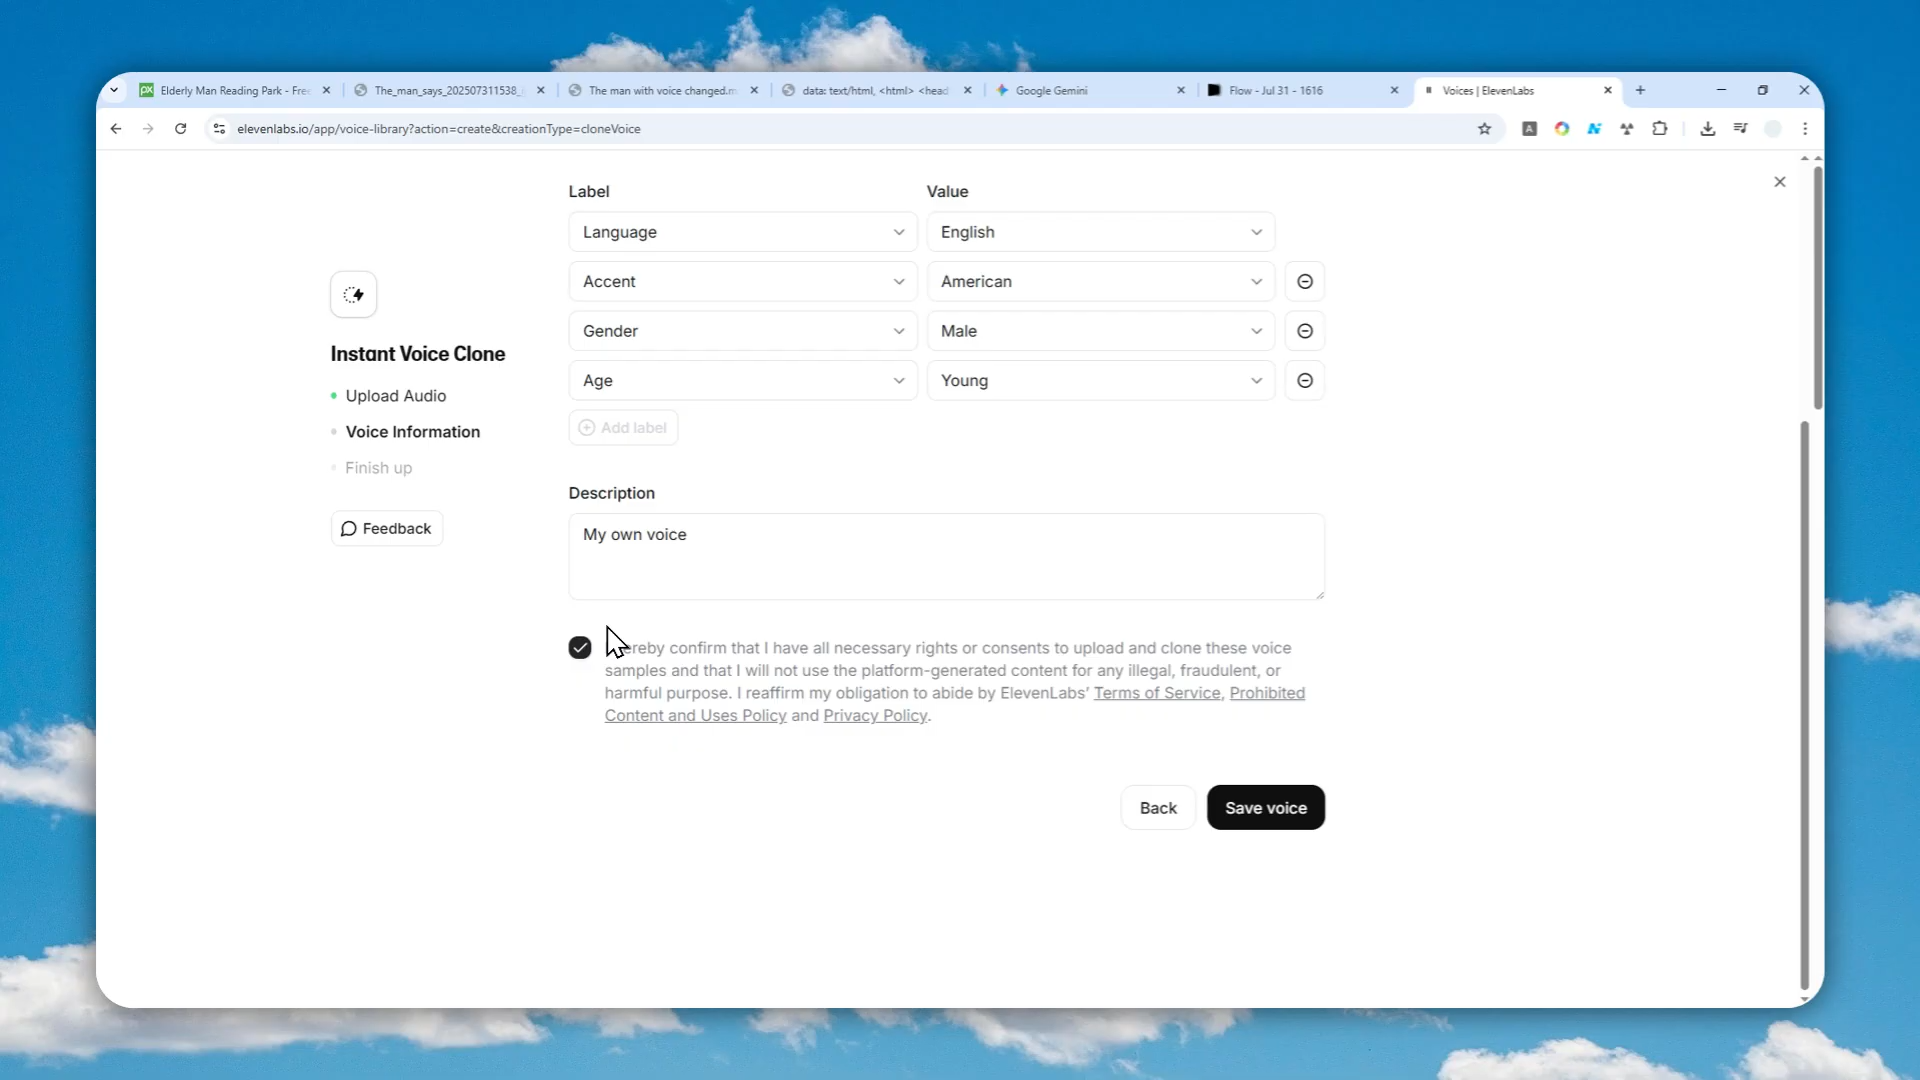 Elderly Man Reading Park - Free
The_man_says_202507311538_
The man with voice changed.m
data: text/html, <html> <head
Google Gemini
Flow - Jul 31 - 1616
Voices | ElevenLabs
elevenlabs.io/app/voice-library?action=create&creationType=cloneVoice
Label Value
Language English
Accent American
Gender Male
Age Young
Add label
Instant Voice Clone
Upload Audio
Voice Information
Finish up
Feedback
Description
My own voice
ereby confirm that I have all necessary rights or consents to upload and clone these voice
samples and that I will not use the platform-generated content for any illegal, fraudulent, or
harmful purpose. I reaffirm my obligation to abide by ElevenLabs’ Terms of Service, Prohibited
Content and Uses Policy and Privacy Policy.
Back Save voice